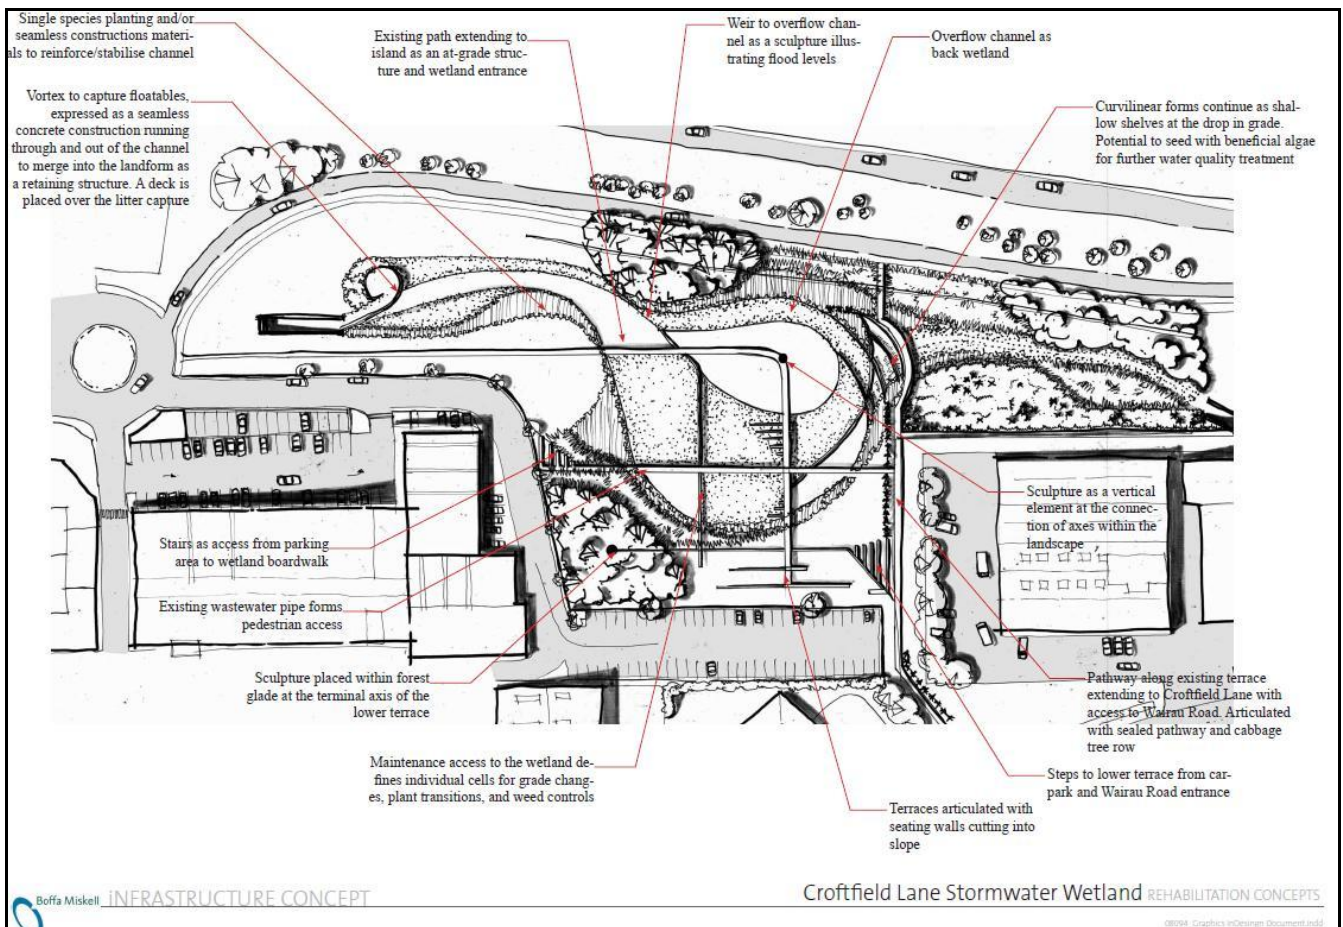 Single species planting and/or
seamless constructions materi-
als to reinforce/stabilise channel
Existing path extending to
island as an at-grade struc-
ture and wetland entrance
Weir to overflow chan-
nel as a sculpture illus-
trating flood levels
Overflow channel as
back wetland
Vortex to capture floatables,
expressed as a seamless
concrete construction running
through and out of the channel
to merge into the landform as
a retaining structure. A deck is
placed over the litter capture
Curvilinear forms continue as shal-
low shelves at the drop in grade.
Potential to seed with beneficial algae
for further water quality treatment
Sculpture as a vertical
element at the connec-
tion of axes within the
landscape
Stairs as access from parking
area to wetland boardwalk
Existing wastewater pipe forms
pedestrian access
Sculpture placed within forest
glade at the terminal axis of the
lower terrace
Pathway along existing terrace
extending to Croftfield Lane with
access to Wairau Road. Articulated
with sealed pathway and cabbage
tree row
Maintenance access to the wetland de-
fines individual cells for grade chang-
es, plant transitions, and weed controls
Steps to lower terrace from car-
park and Wairau Road entrance
Terraces articulated with
seating walls cutting into
slope
Boffa Miskell iNFRASTRUCTURE CONCEPT
Croftfield Lane Stormwater Wetland REHABILITATION CONCEPTS
08094_Graphics inDesingn Document.indd